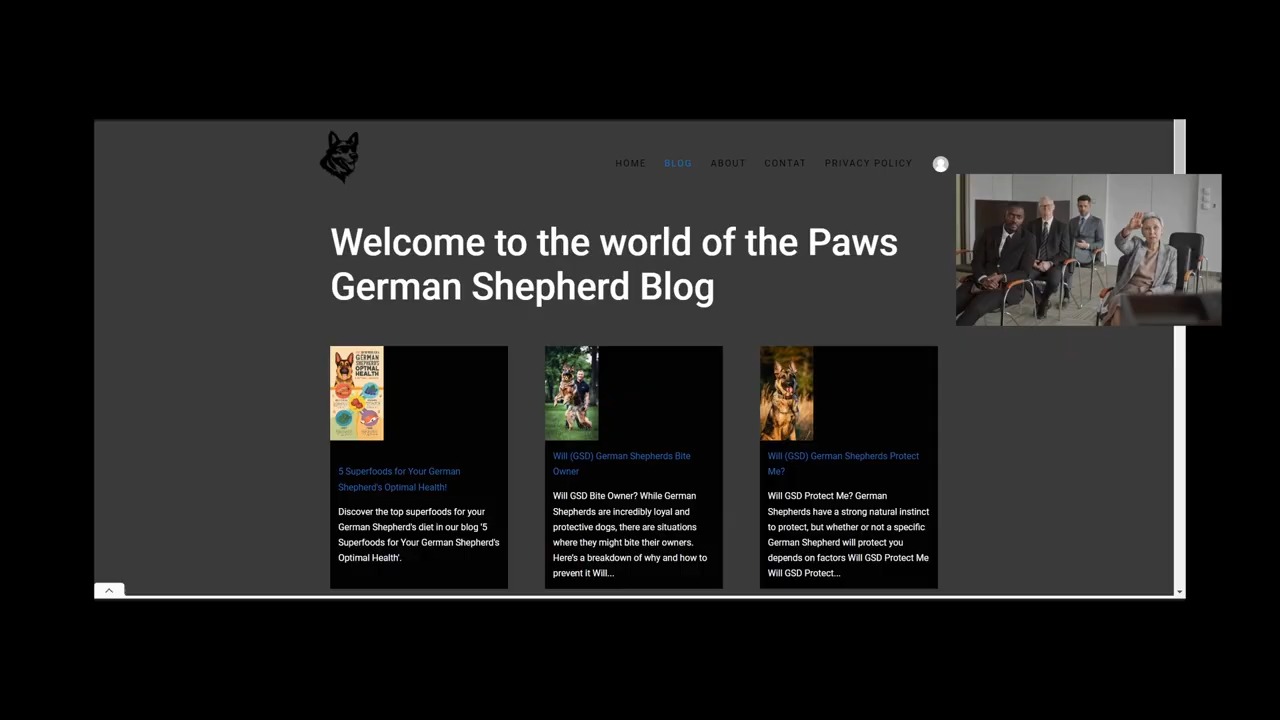 HOME BLOG ABOUT CONTAT PRIVACY POLICY
Welcome to the world of the Paws
German Shepherd Blog
GERMAN
SHEPHERD'S
OPTMAL
HEALTH
5 Superfoods for Your German
Shepherd's Optimal Health!
Discover the top superfoods for your
German Shepherd's diet in our blog '5
Superfoods for Your German Shepherd's
Optimal Health'.
Will (GSD) German Shepherds Bite
Owner
Will GSD Bite Owner? While German
Shepherds are incredibly loyal and
protective dogs, there are situations
where they might bite their owners.
Here's a breakdown of why and how to
prevent it Will...
Will (GSD) German Shepherds Protect
Me?
Will GSD Protect Me? German
Shepherds have a strong natural instinct
to protect, but whether or not a specific
German Shepherd will protect you
depends on factors Will GSD Protect Me
Will GSD Protect...